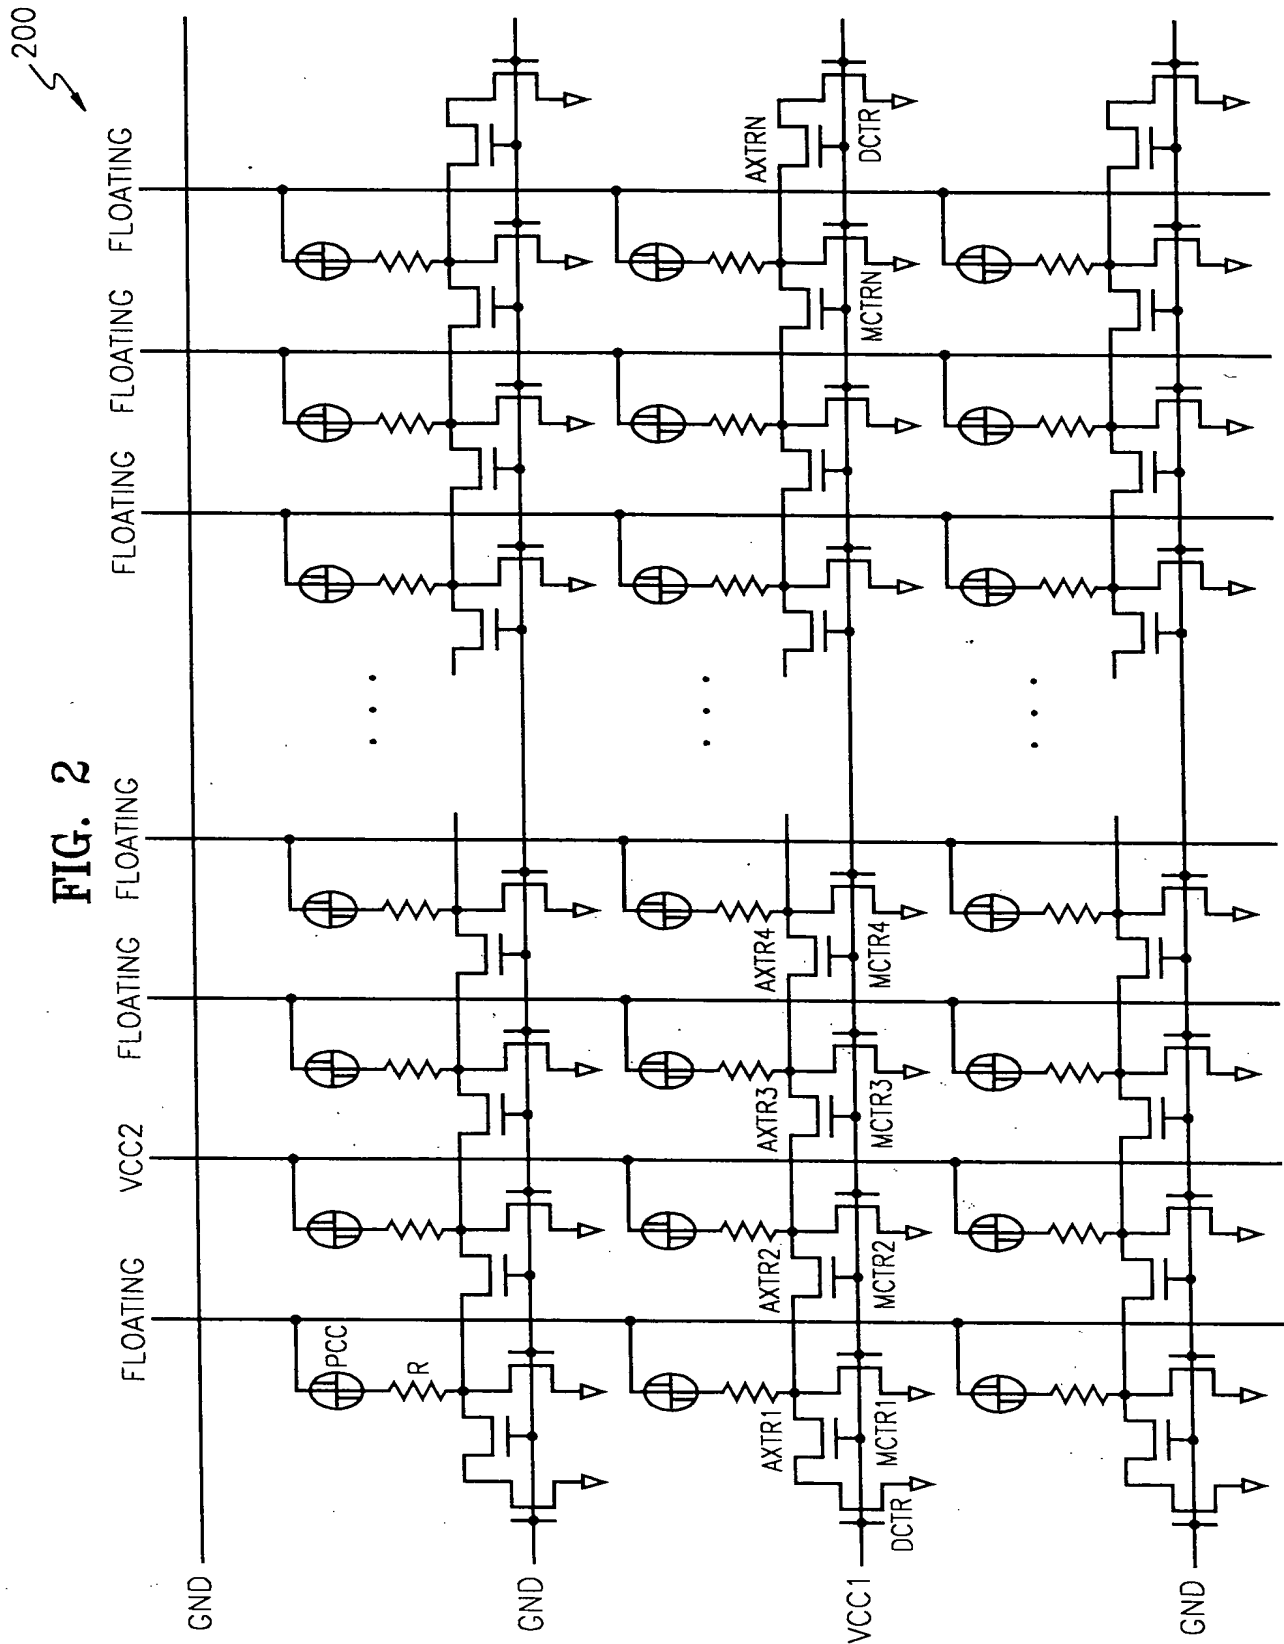 FIG. 2
200
FLOATING VCC2 FLOATING FLOATING FLOATING FLOATING FLOATING
GND
PCC
R
GND
AXTR1 AXTR2 AXTR3 AXTR4 AXTRN
VCC1
DCTR MCTR1 MCTR2 MCTR3 MCTR4 MCTRN DCTR
GND